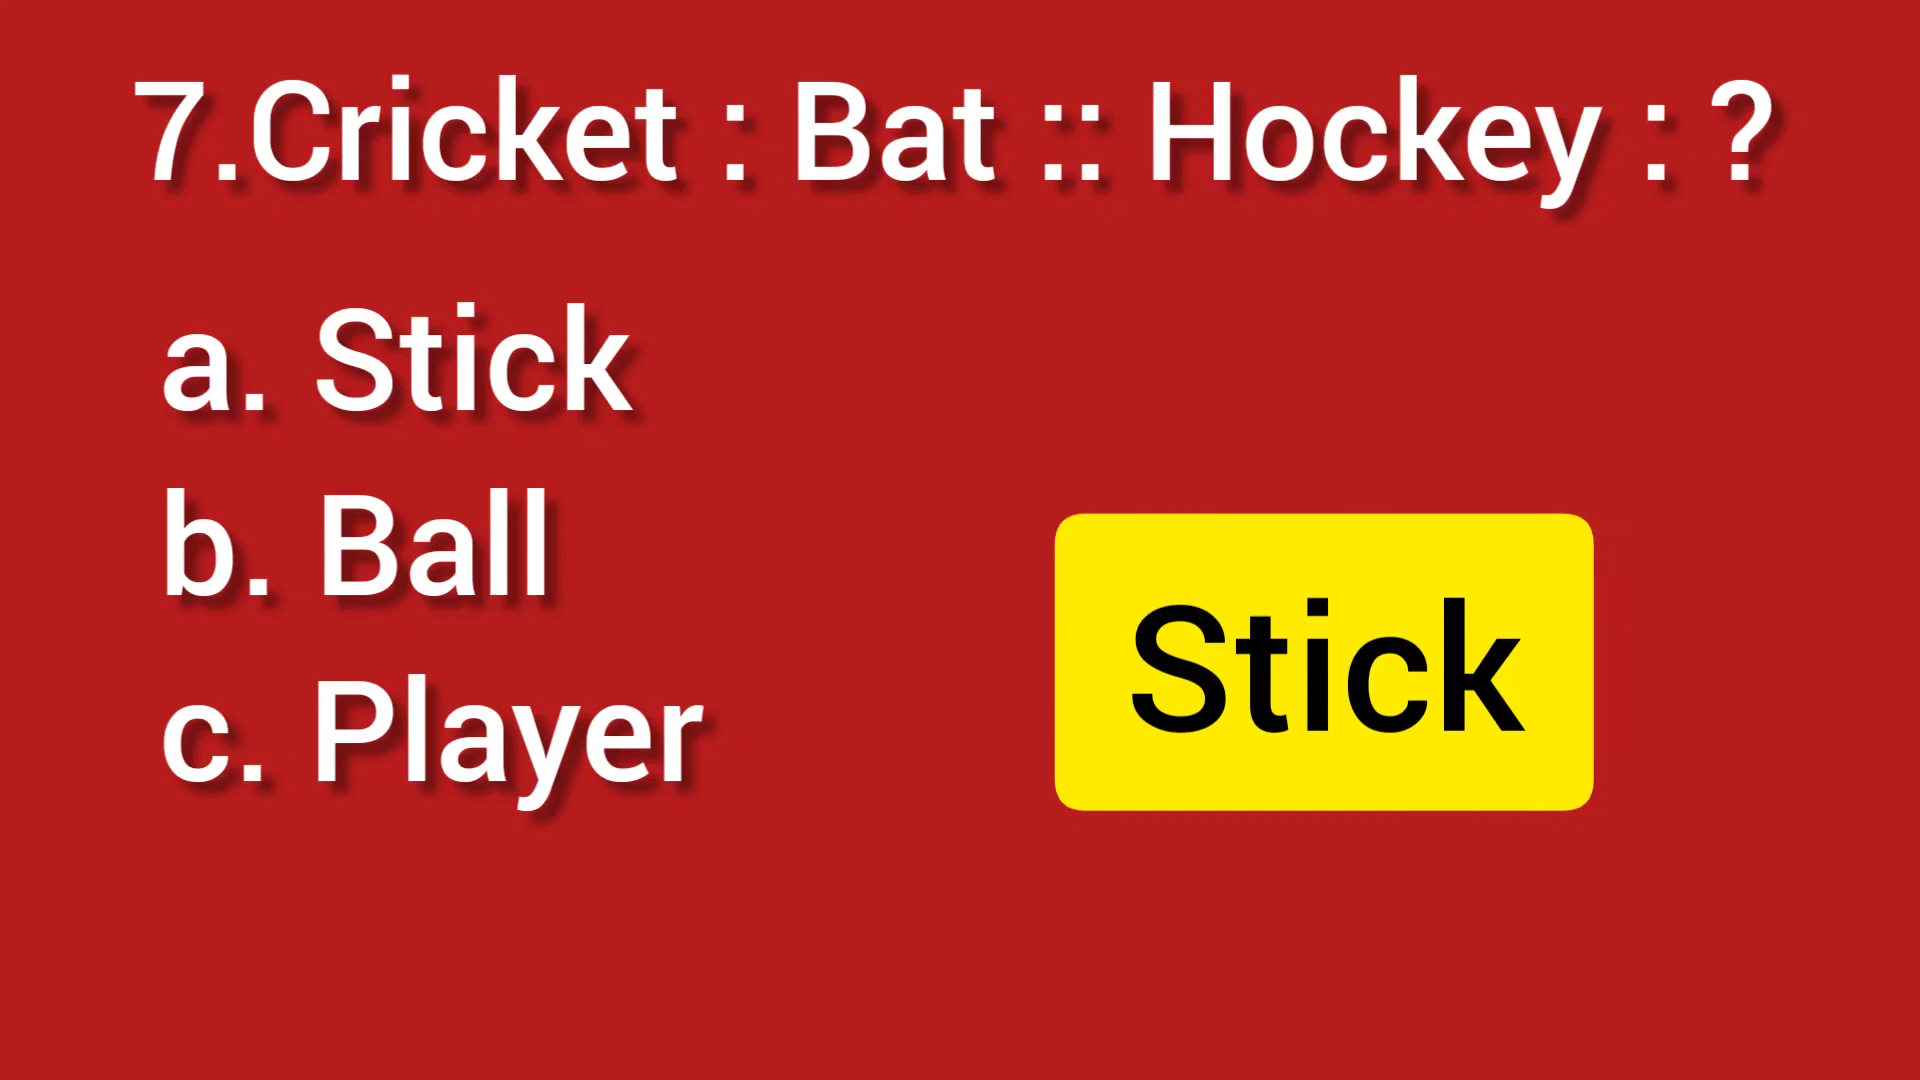 7.Cricket : Bat :: Hockey : ?
a. Stick
b. Ball
c. Player
Stick